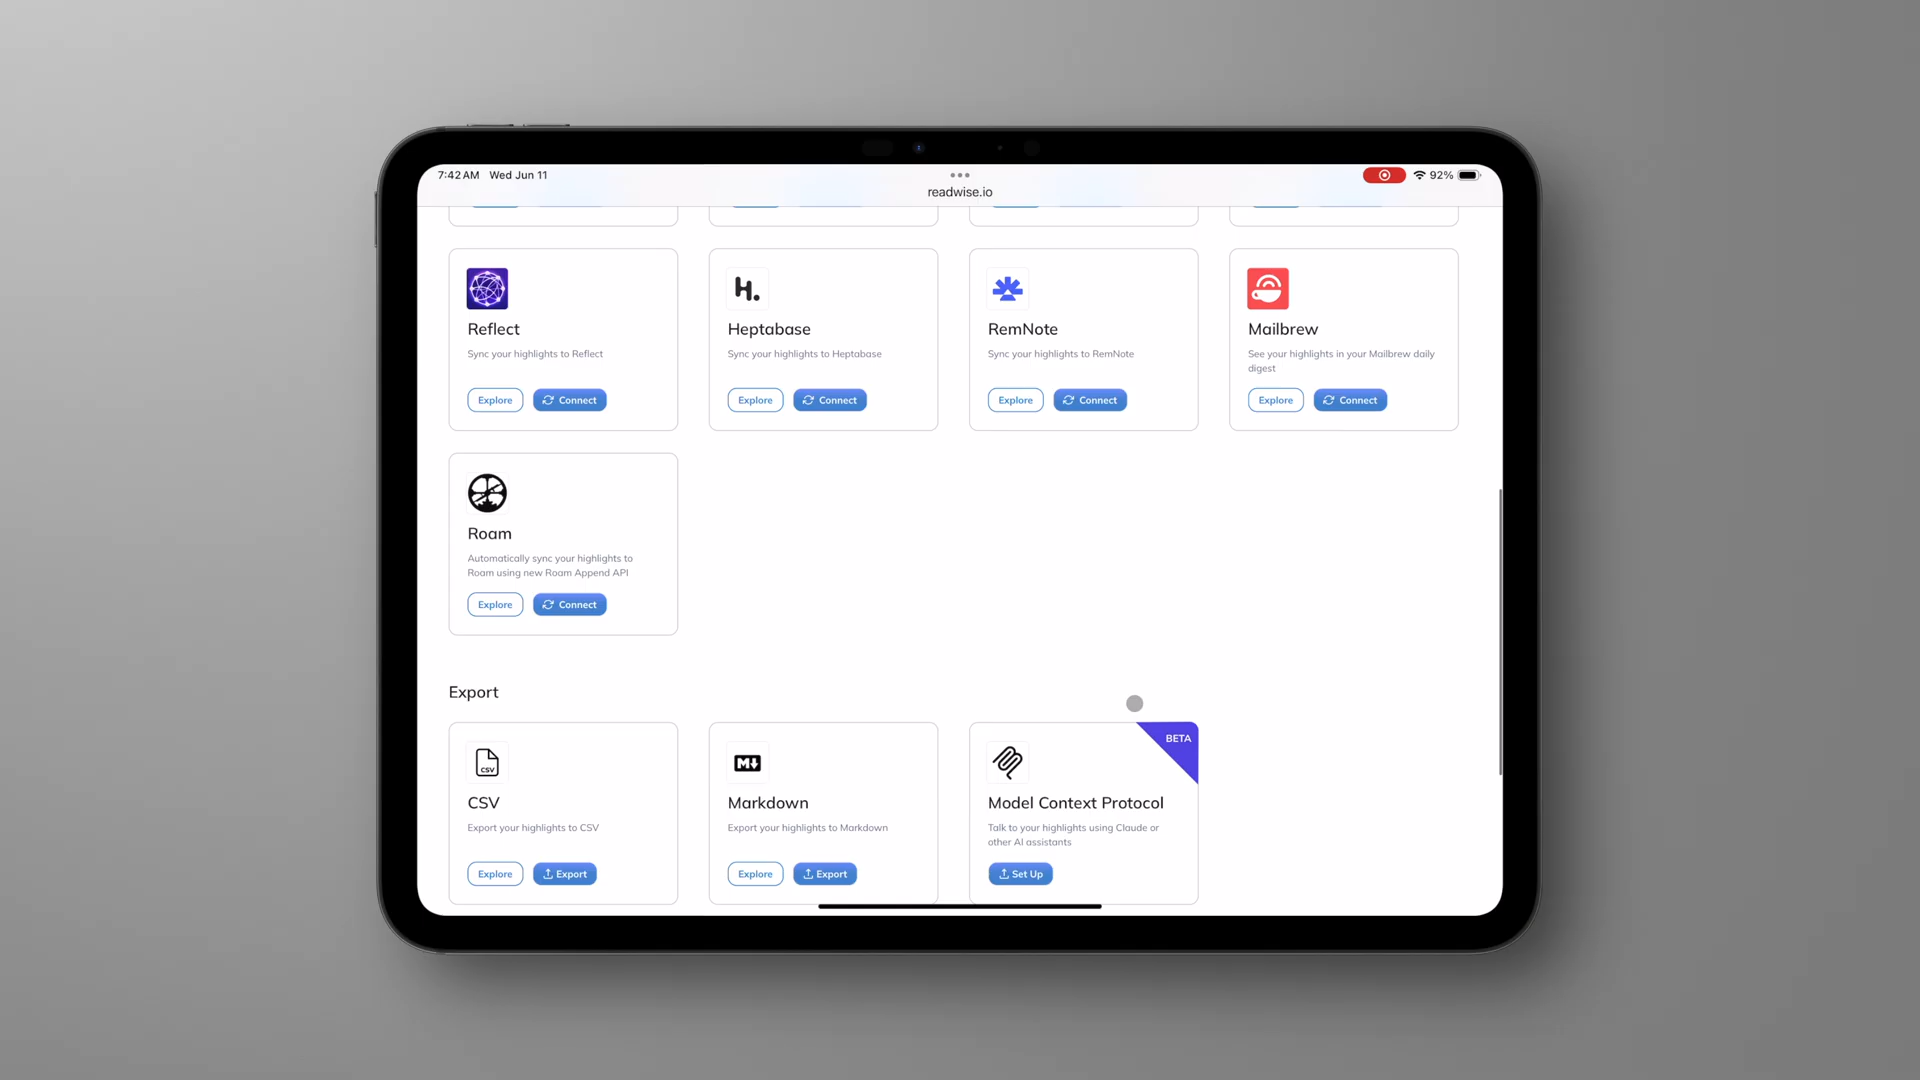 7:42 AM Wed Jun 11
92%
readwise.io
Reflect
Sync your highlights to Reflect
Explore
Connect
H.
Heptabase
Sync your highlights to Heptabase
Explore
Connect
RemNote
Sync your highlights to RemNote
Explore
Connect
Mailbrew
See your highlights in your Mailbrew daily
digest
Explore
Connect
Roam
Automatically sync your highlights to
Roam using new Roam Append API
Explore
Connect
Export
CSV
CSV
Export your highlights to CSV
Explore
Export
M
Markdown
Export your highlights to Markdown
Explore
Export
BETA
Model Context Protocol
Talk to your highlights using Claude or
other AI assistants
Set Up